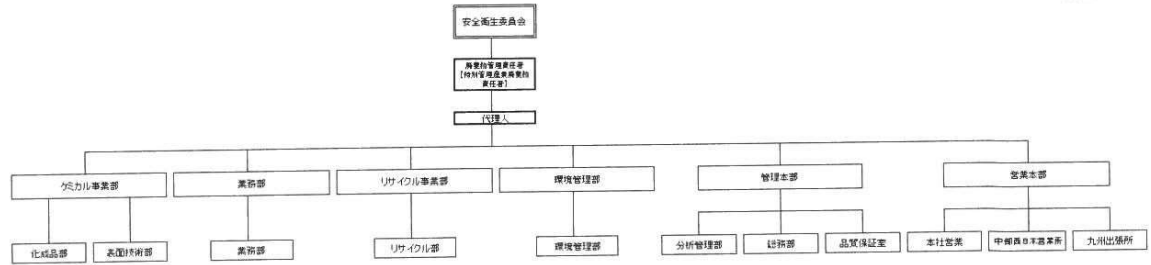 安全衛生委員会
廃棄物管理責任者
【特別管理産業廃棄物
責任者】
代理人
ケミカル事業部
業務部
リサイクル事業部
環境管理部
管理本部
営業本部
化成品部
表面技術部
業務部
リサイクル部
環境管理部
分析管理部
総務部
品質保証室
本社営業
中部西日本営業所
九州出張所